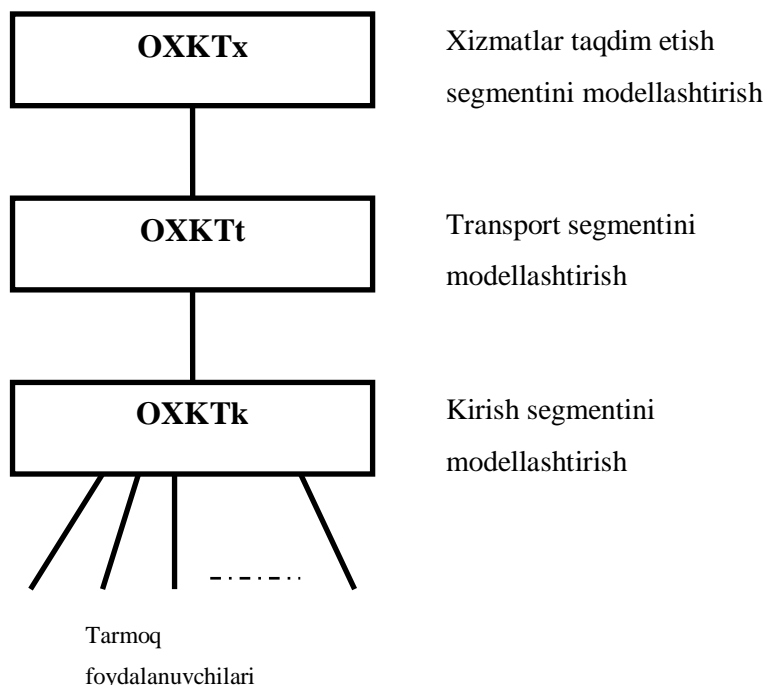 OXKTx
Xizmatlar taqdim etish
segmentini modellashtirish
OXKTt
Transport segmentini
modellashtirish
OXKTk
Kirish segmentini
modellashtirish
Tarmoq
foydalanuvchilari